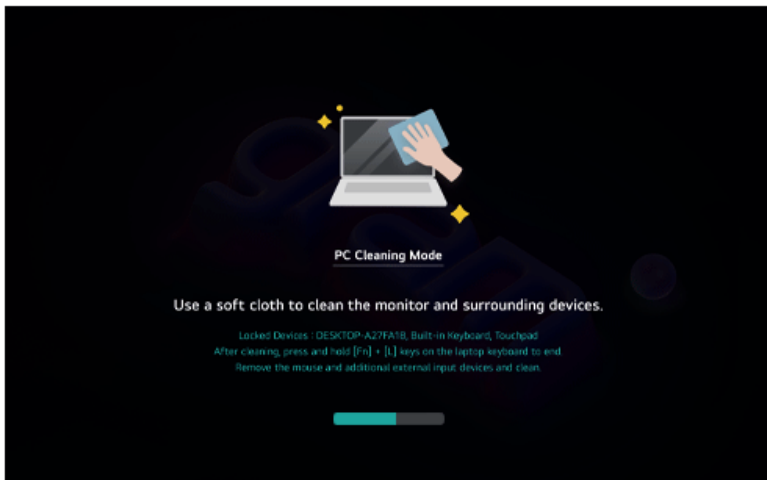 PC Cleaning Mode
Use a soft cloth to clean the monitor and surrounding devices.
Locked Devices : DESKTOP-A27FA1B, Built-in Keyboard, Touchpad
After cleaning, press and hold [Fn] + [L] keys on the laptop keyboard to end.
Remove the mouse and additional external input devices and clean.